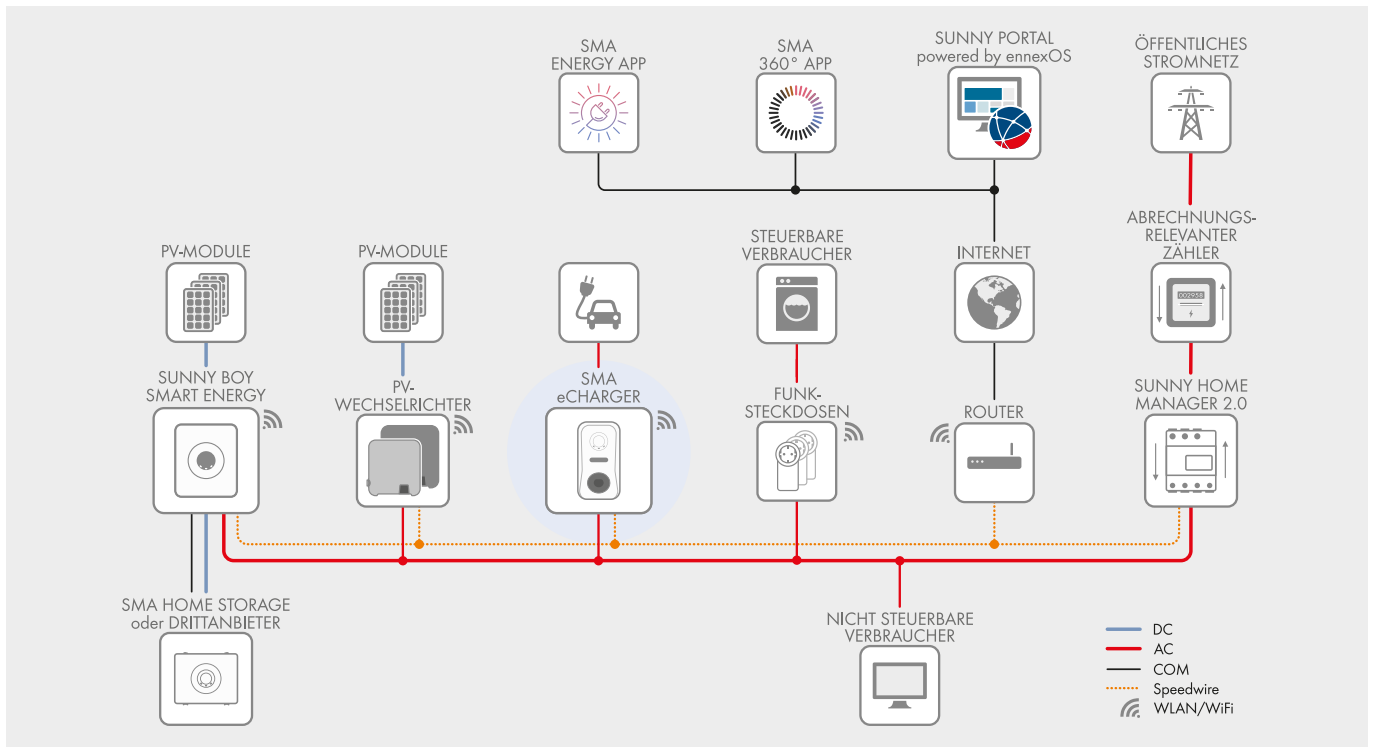 SMA
ENERGY APP
SMA
360° APP
SUNNY PORTAL
powered by ennexOS
ÖFFENTLICHES
STROMNETZ
PV-MODULE
PV-MODULE
STEUERBARE
VERBRAUCHER
INTERNET
ABRECHNUNGS-
RELEVANTER
ZÄHLER
SUNNY BOY
SMART ENERGY
PV-
WECHSELRICHTER
SMA
eCHARGER
FUNK-
STECKDOSEN
ROUTER
SUNNY HOME
MANAGER 2.0
SMA HOME STORAGE
oder DRITTANBIETER
NICHT STEUERBARE
VERBRAUCHER
DC
AC
COM
Speedwire
WLAN/WiFi